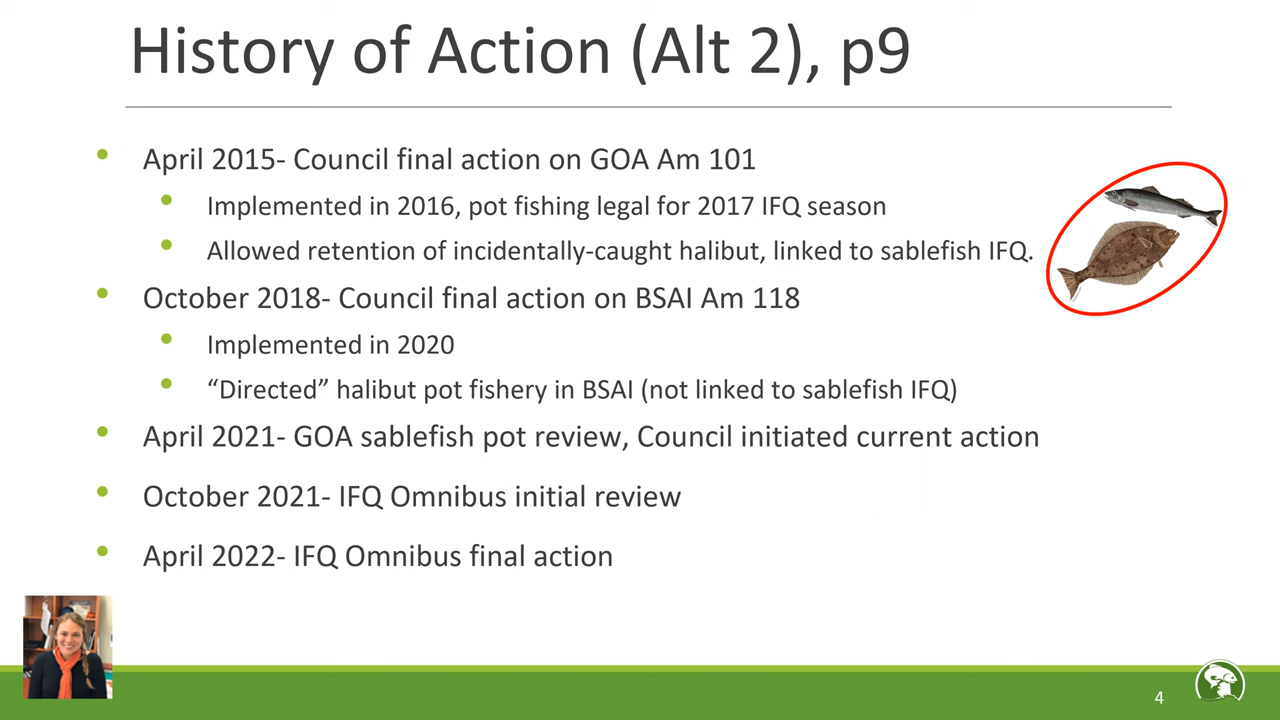 History of Action (Alt 2), p9
• April 2015- Council final action on GOA Am 101
• Implemented in 2016, pot fishing legal for 2017 IFQ season
• Allowed retention of incidentally-caught halibut, linked to sablefish IFQ.
• October 2018- Council final action on BSAI Am 118
• Implemented in 2020
• “Directed” halibut pot fishery in BSAI (not linked to sablefish IFQ)
• April 2021- GOA sablefish pot review, Council initiated current action
• October 2021- IFQ Omnibus initial review
• April 2022- IFQ Omnibus final action
4